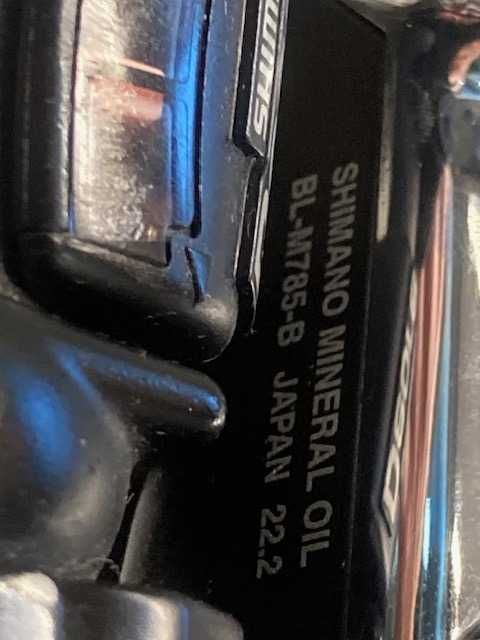 SHIMANO MINERAL OIL
BL-M785-B JAPAN 22.2